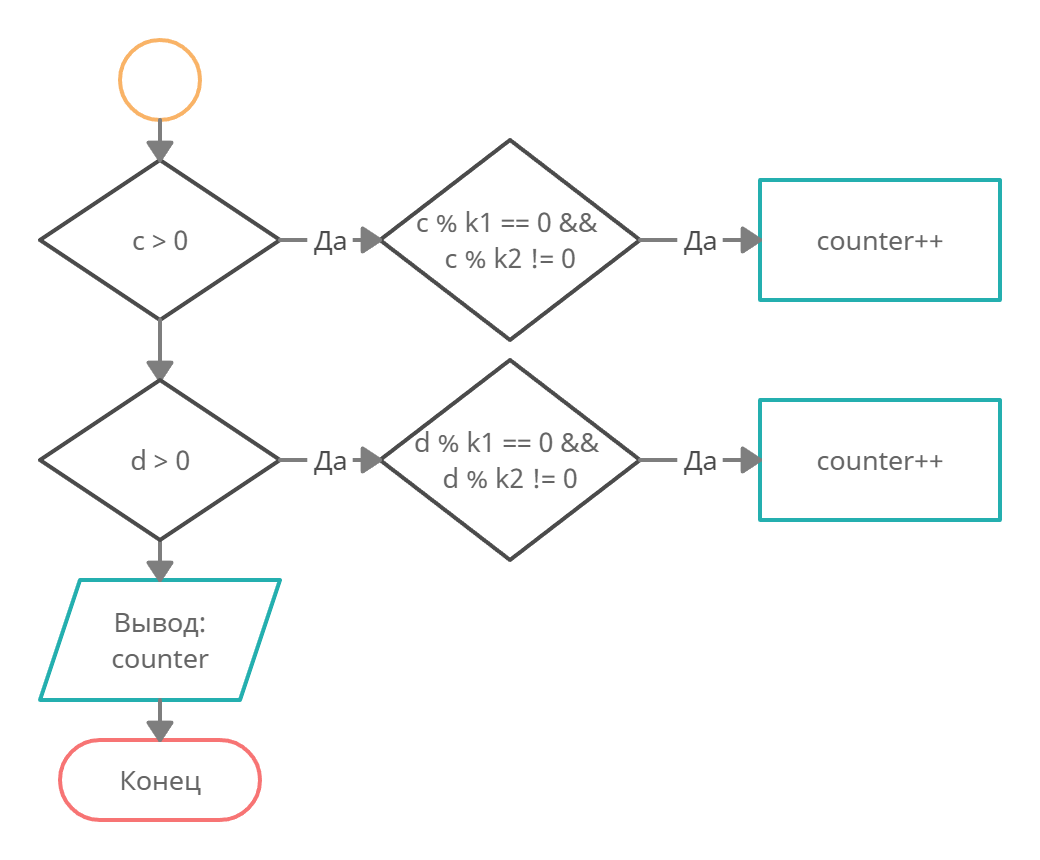 c > 0
Да
c % k1 == 0 &&
c % k2 != 0
Да
counter++
d > 0
Да
d % k1 == 0 &&
d % k2 != 0
Да
counter++
Вывод:
counter
Конец